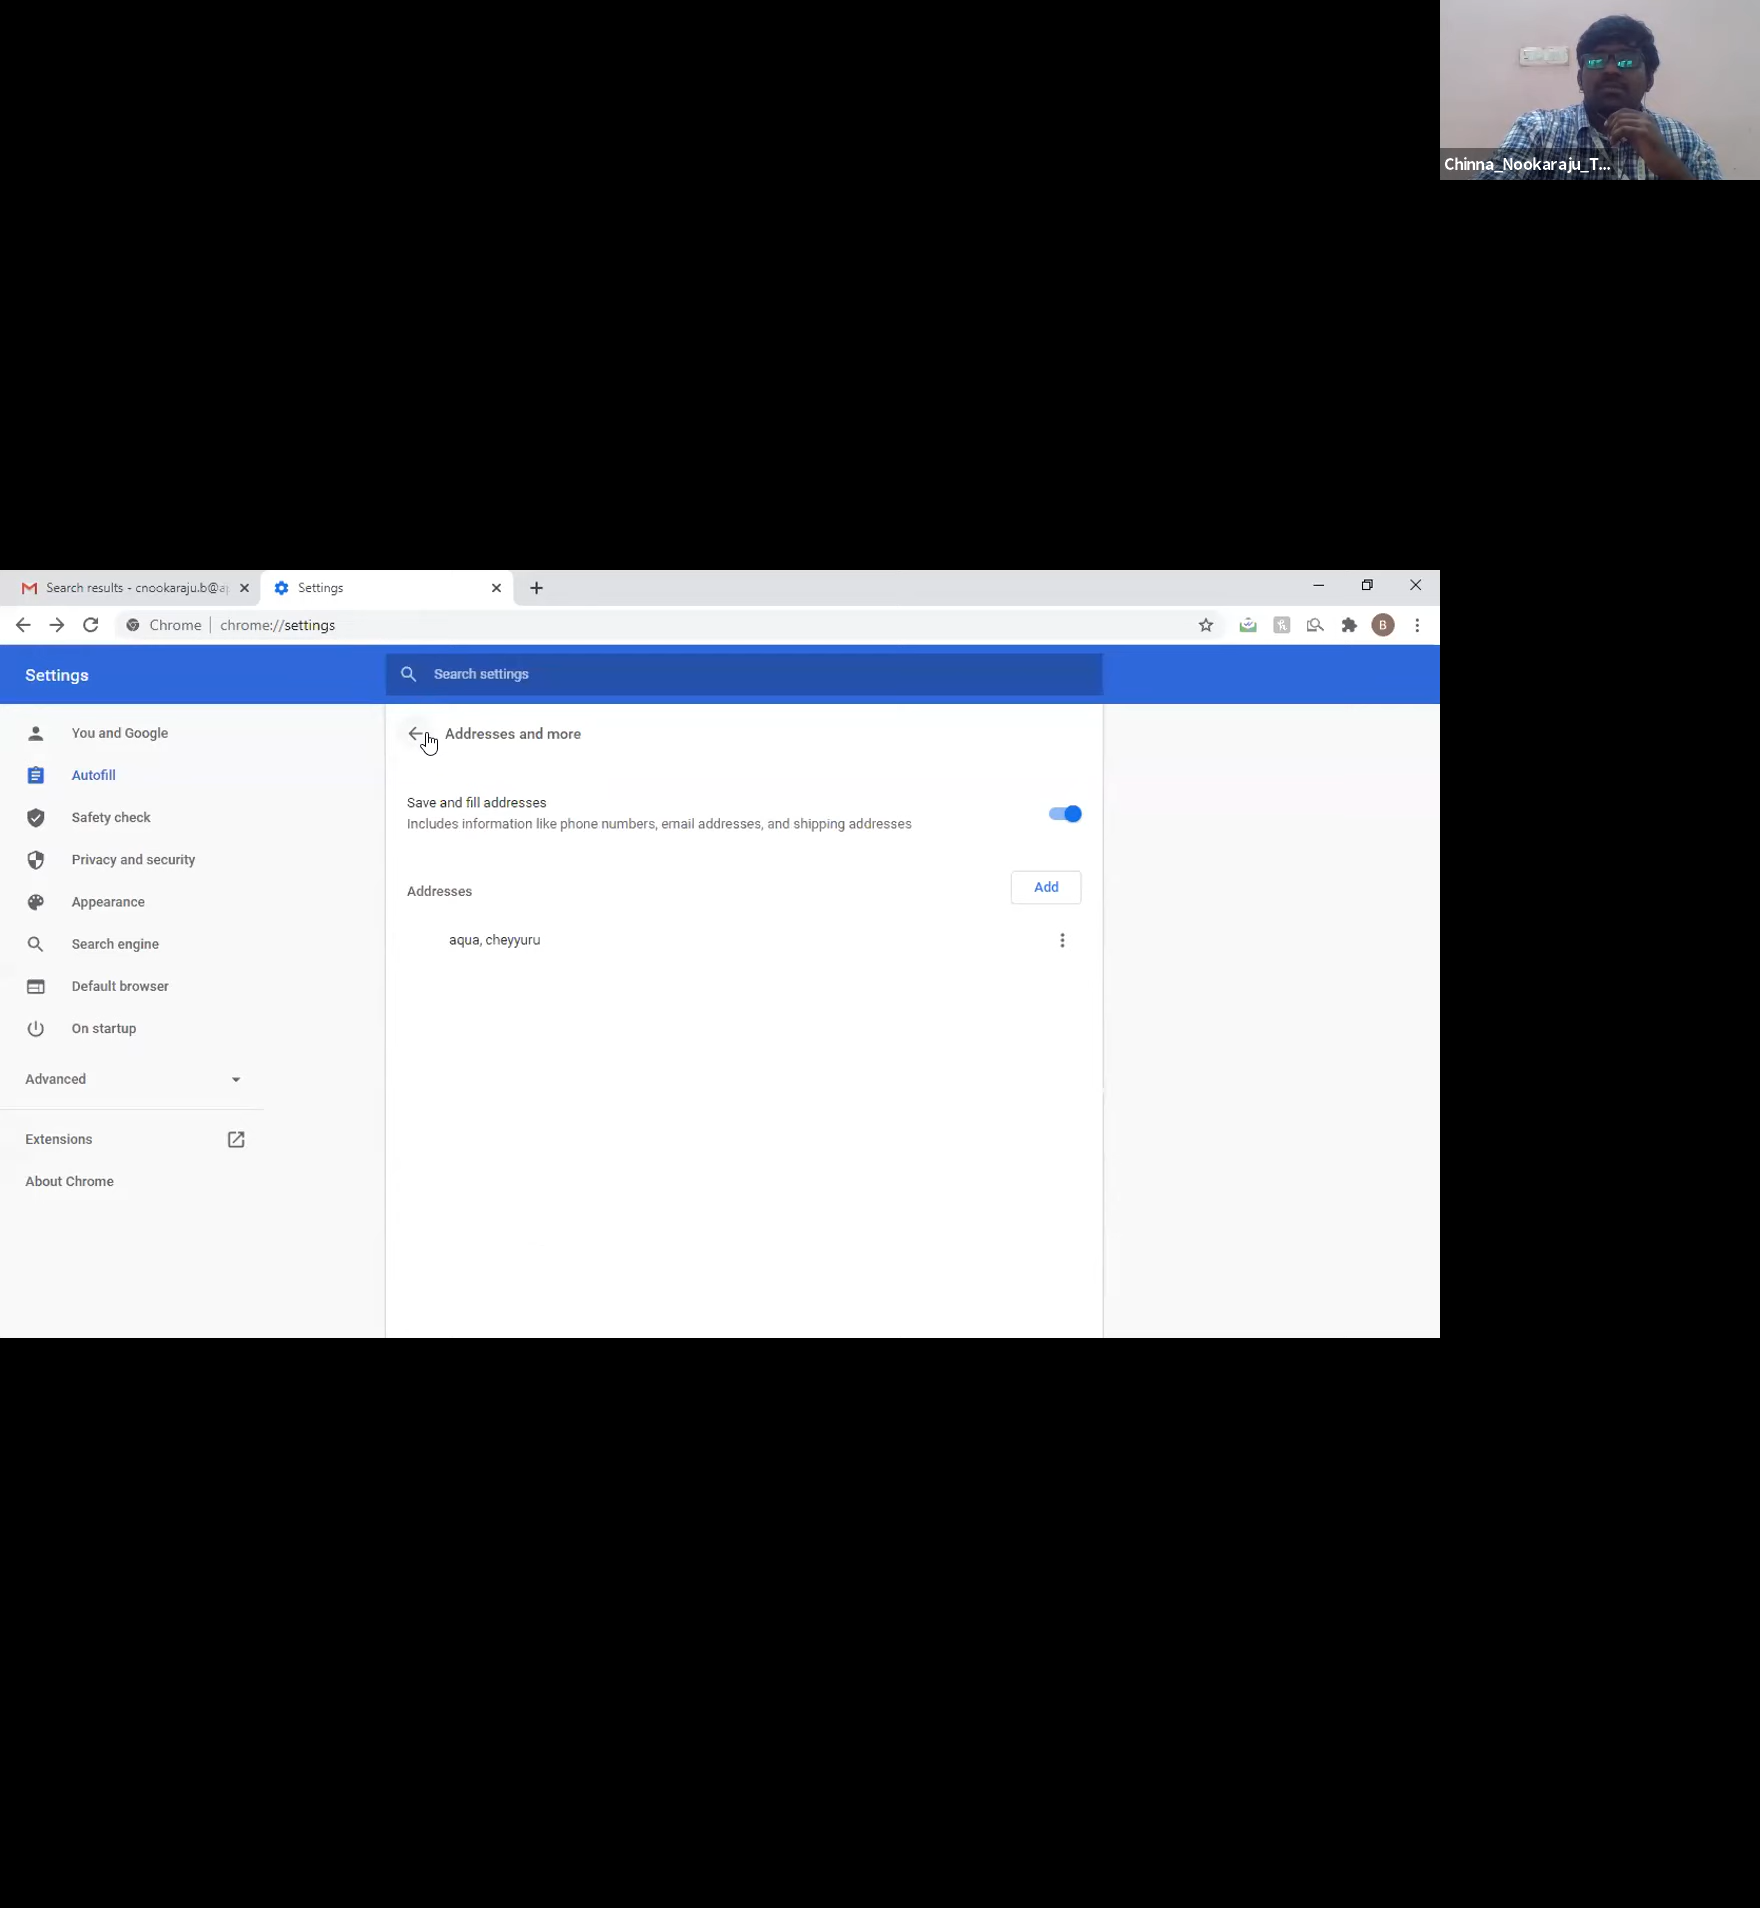 Chinna_Nookaraju_T...
Search results - cnookaraju.b@a
Settings
Chrome | chrome://settings
B
Settings
Search settings
You and Google
Autofill
Safety check
Privacy and security
Appearance
Search engine
Default browser
On startup
Advanced
Extensions
About Chrome
Addresses and more
Save and fill addresses
Includes information like phone numbers, email addresses, and shipping addresses
Addresses
Add
aqua, cheyyuru